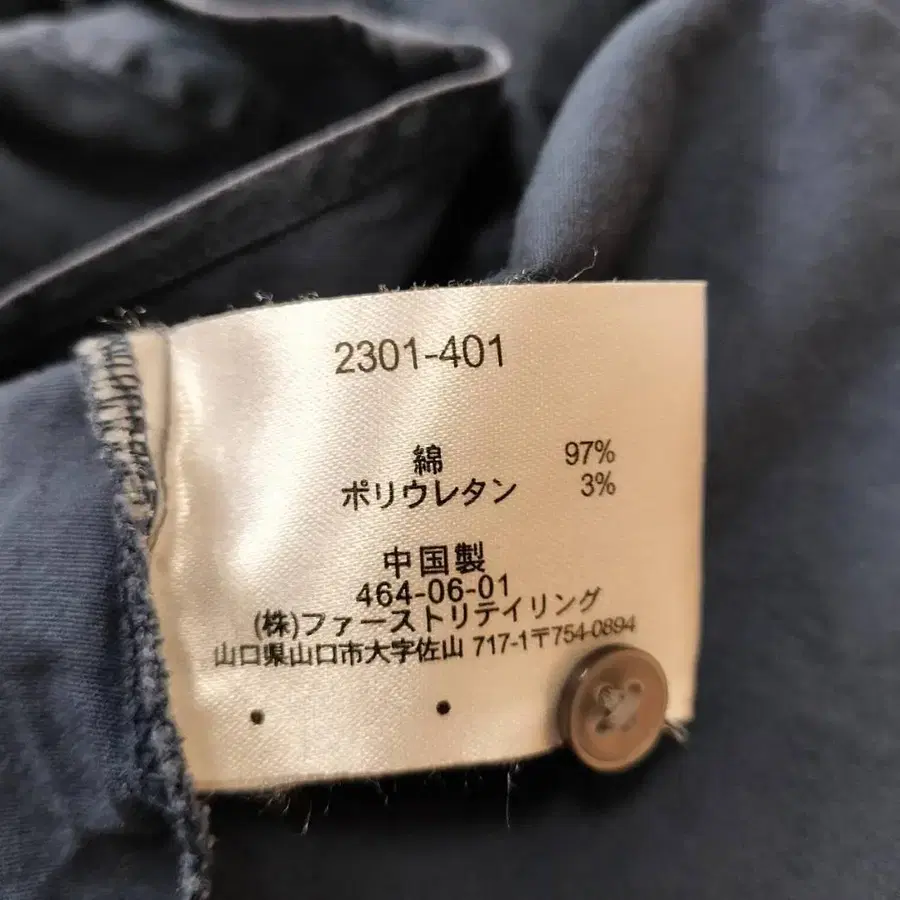 2301-401
綿 97%
ポリウレタン 3%
中国製
464-06-01
(株)ファーストリテイリング
山口県山口市大字佐山 717-1〒754-0894